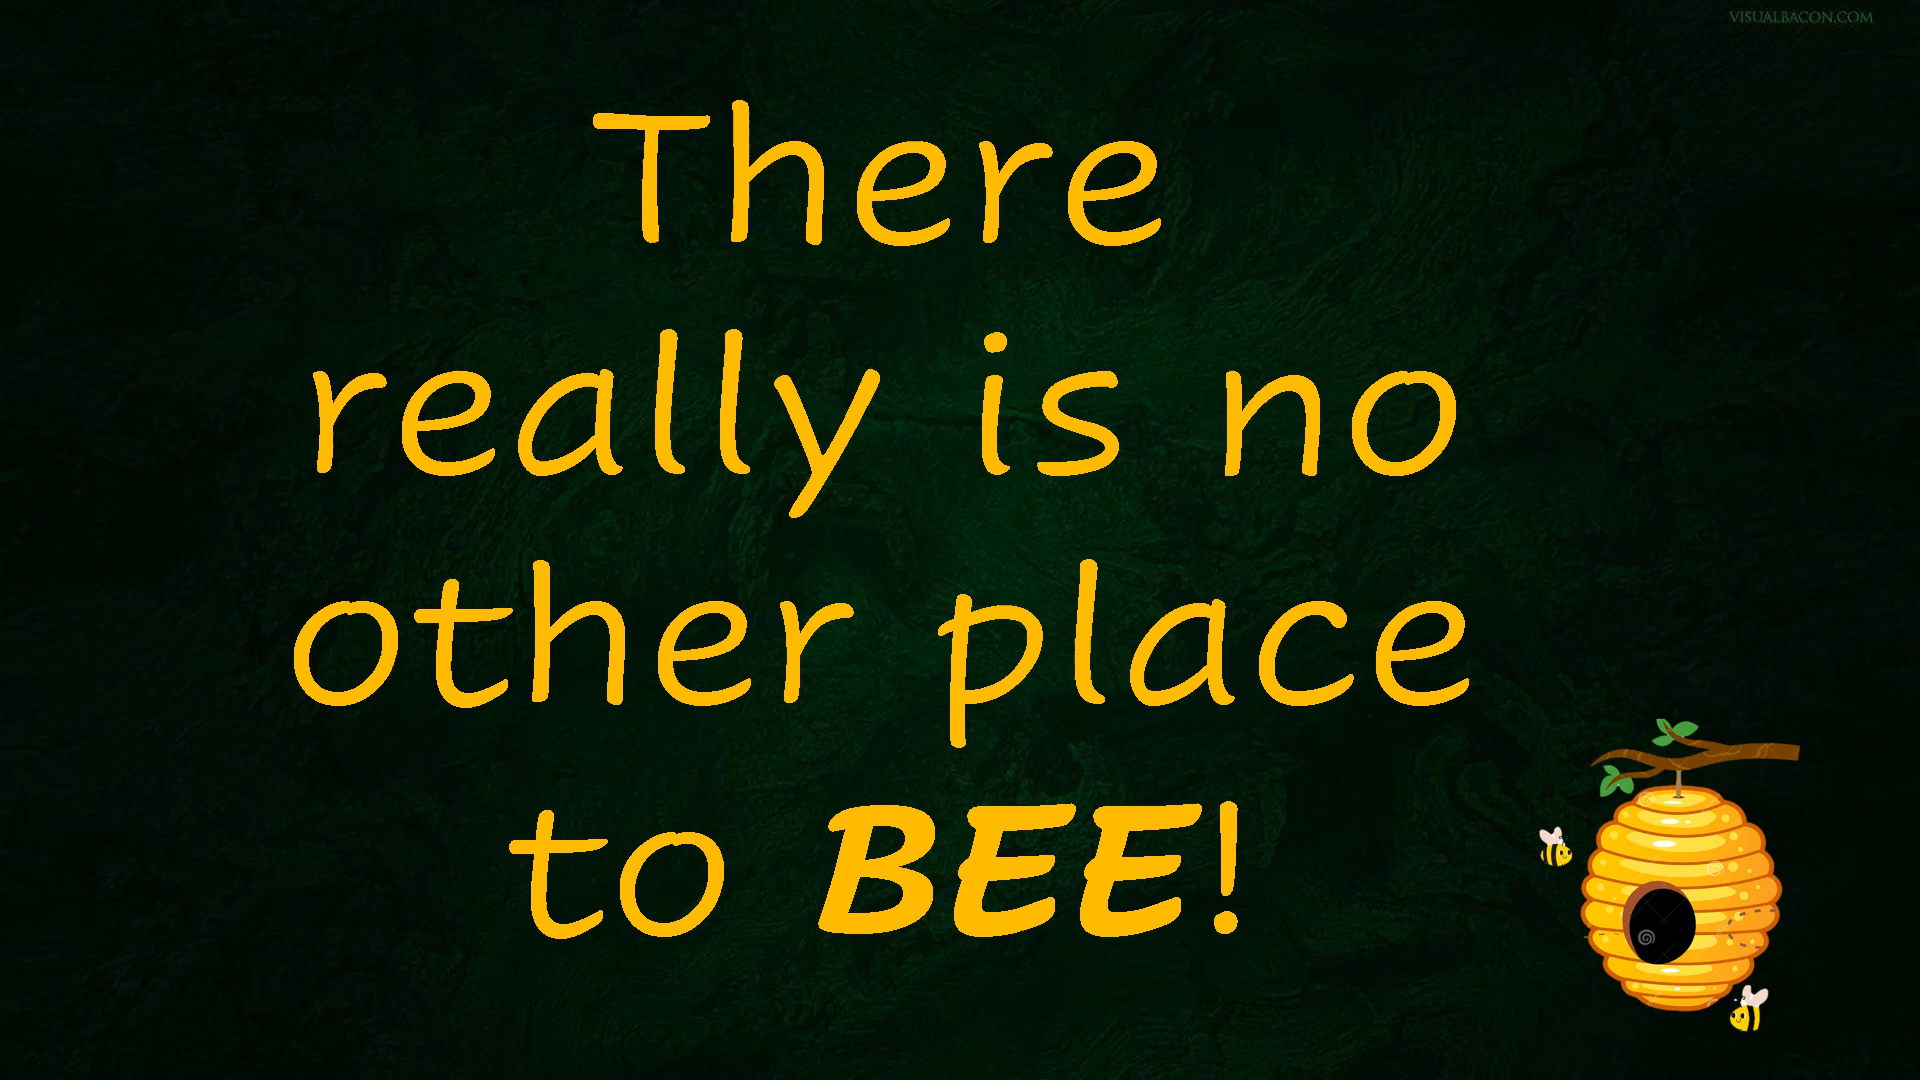 VISUALBACON.COM
There
really is no
other place
to BEE!